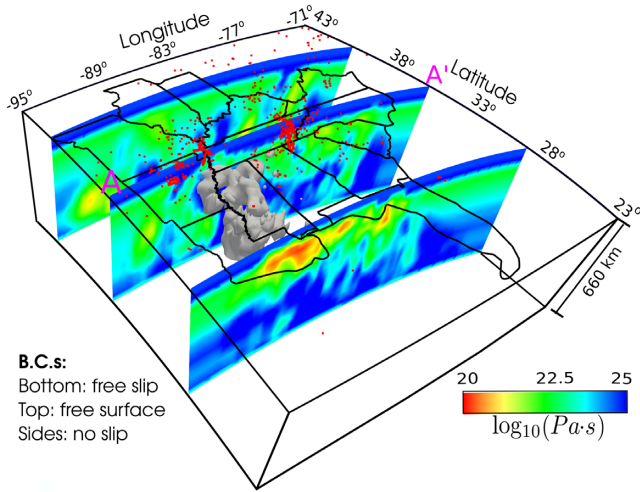 Longitude
-95°
-89°
-83°
-77°
-71°
43°
38°
33°
28°
23°
Latitude
A
A'
660 km
B.C.s:
Bottom: free slip
Top: free surface
Sides: no slip
20 22.5 25
log₁₀(Pa·s)